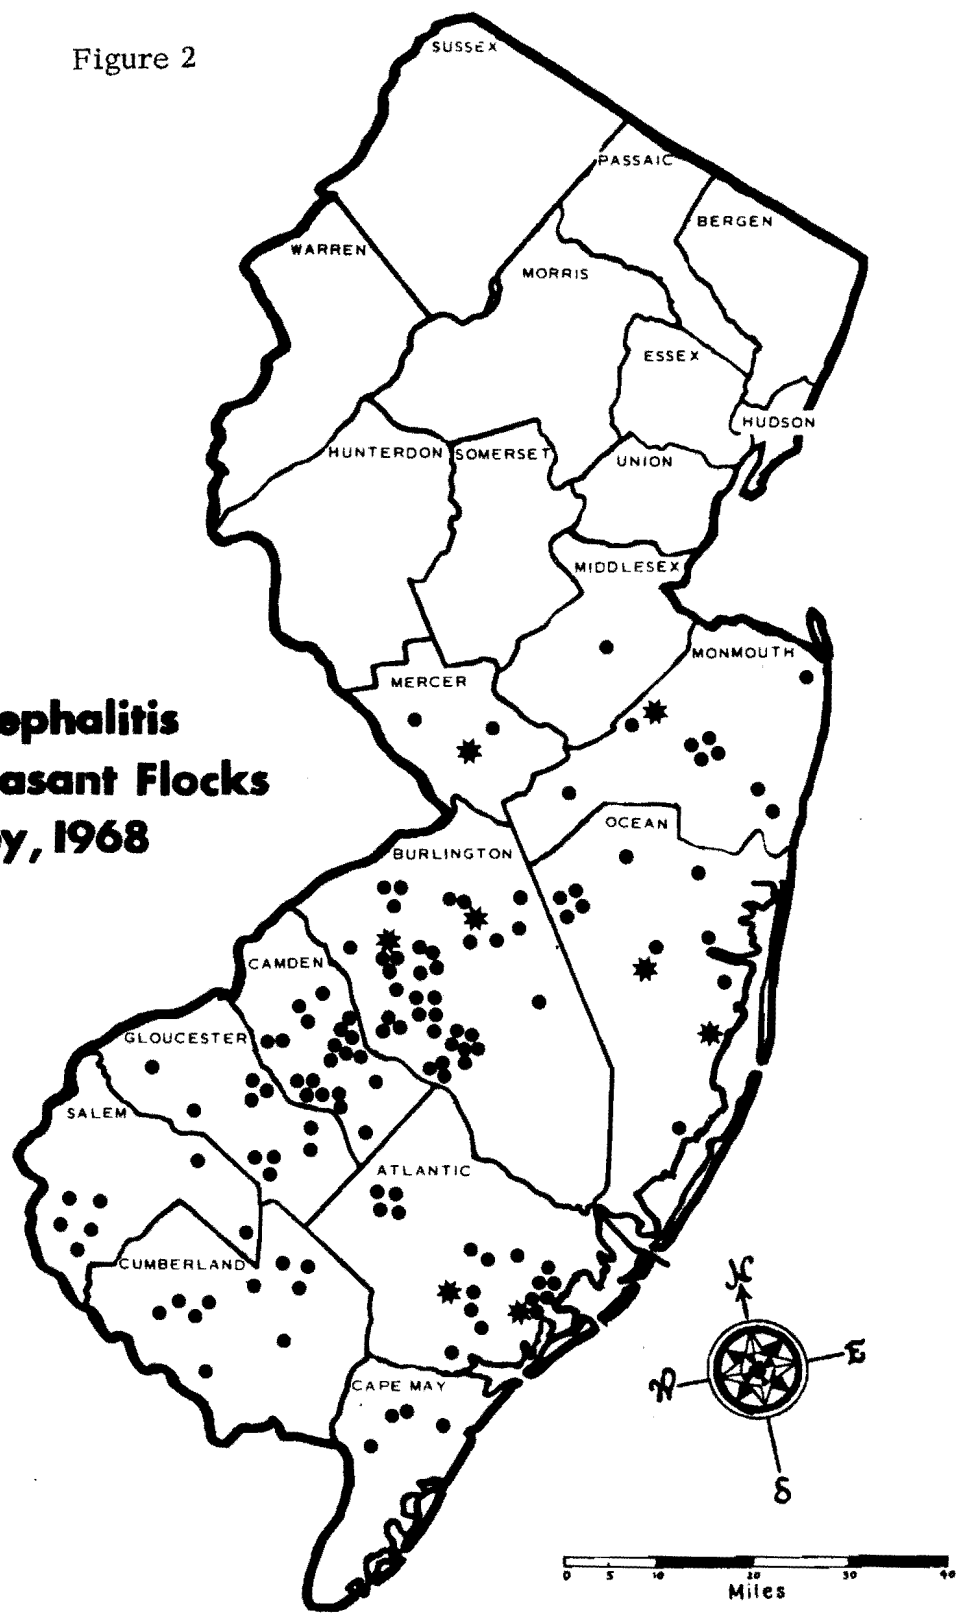 Figure 2
SUSSEX
PASSAIC
BERGEN
WARREN
MORRIS
ESSEX
HUDSON
HUNTERDON
SOMERSET
UNION
MIDDLESEX
MONMOUTH
MERCER
ephalitis
asant Flocks
y, 1968
OCEAN
BURLINGTON
CAMDEN
GLOUCESTER
SALEM
ATLANTIC
CUMBERLAND
CAPE MAY
N
E
W
S
0 5 10 20 30 40
Miles